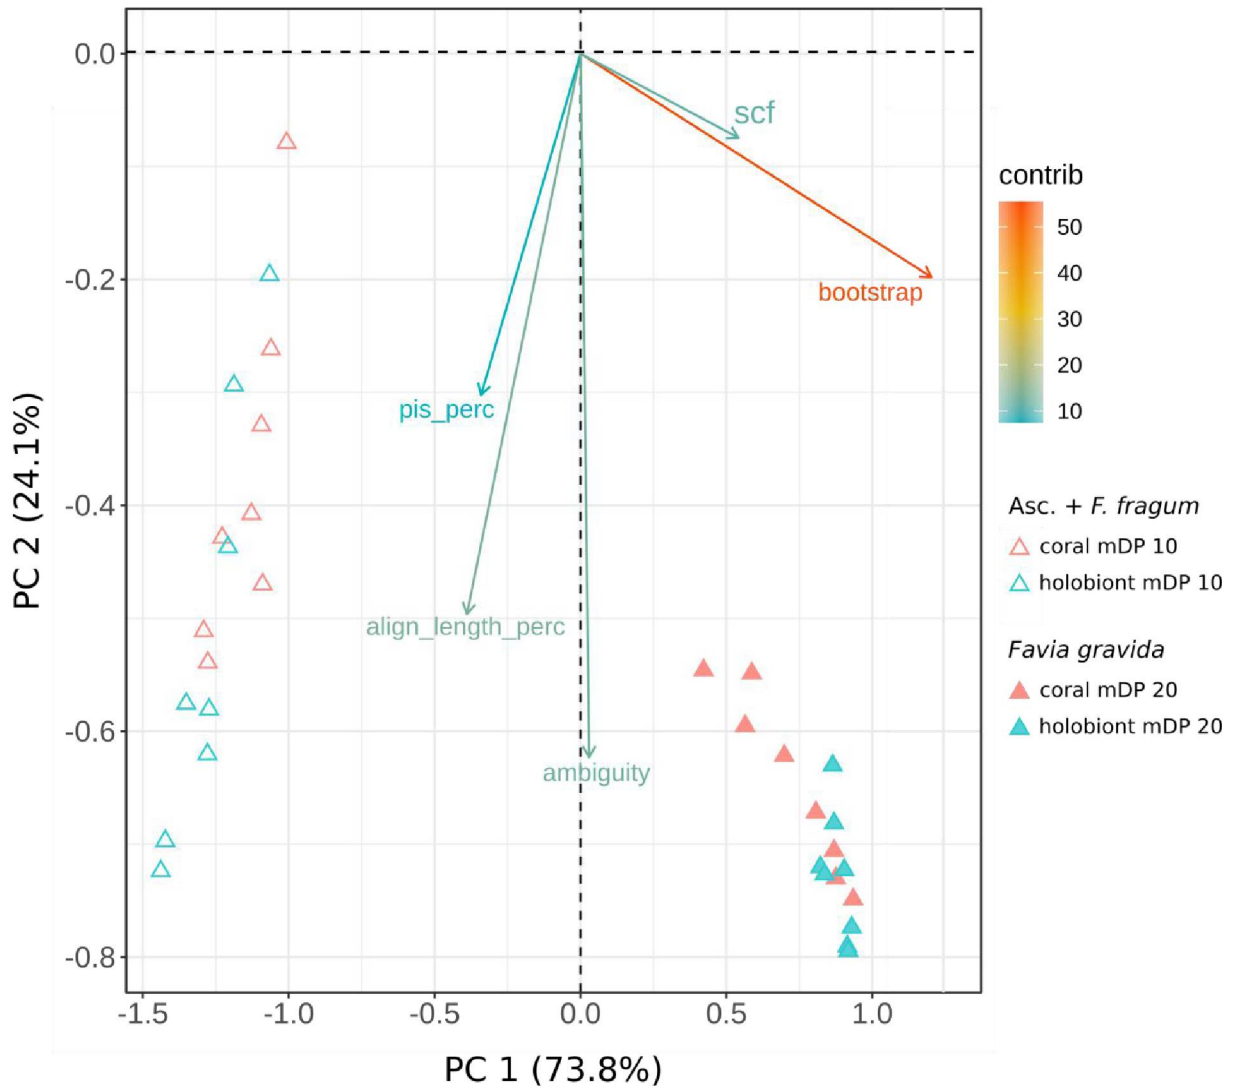 0.0
-0.2
-0.4
-0.6
-0.8
PC 2 (24.1%)
scf
bootstrap
pis_perc
align_length_perc
ambiguity
-1.5 -1.0 -0.5 0.0 0.5 1.0
PC 1 (73.8%)
contrib
50
40
30
20
10
Asc. + F. fragum
coral mDP 10
holobiont mDP 10
Favia gravida
coral mDP 20
holobiont mDP 20